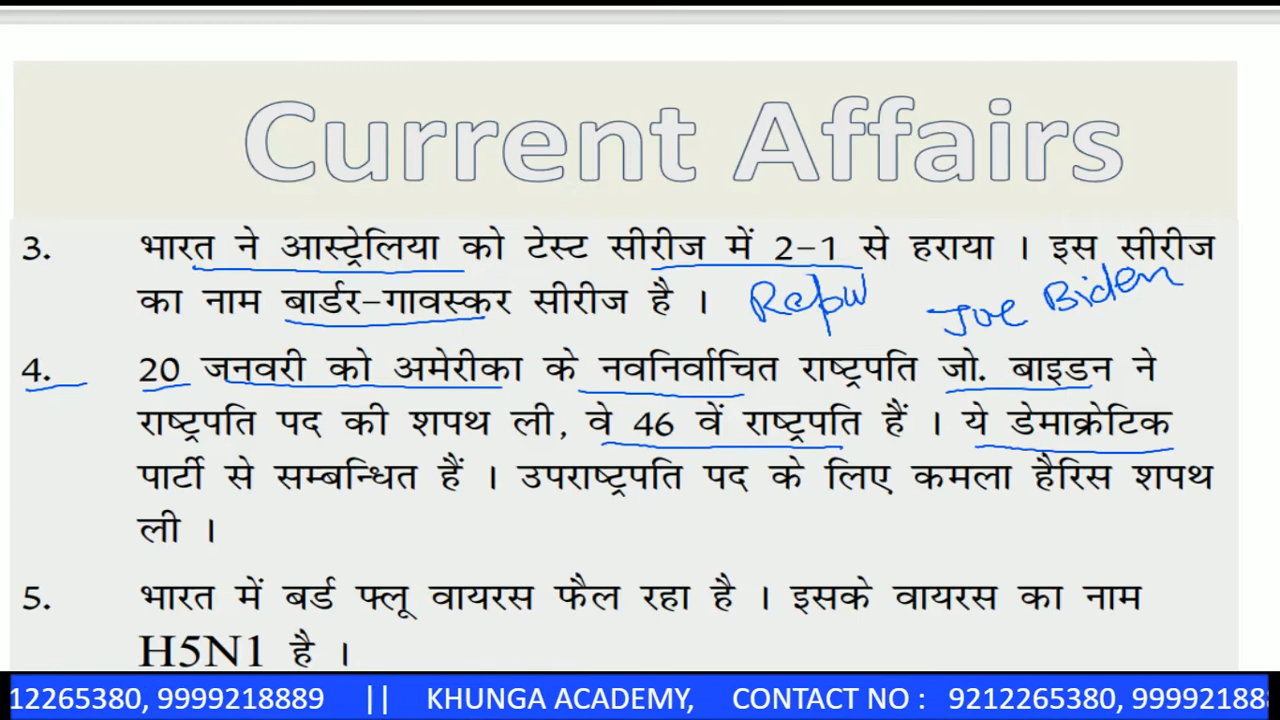 Current Affairs
3. भारत ने आस्ट्रेलिया को टेस्ट सीरीज में 2-1 से हराया । इस सीरीज
का नाम बार्डर-गावस्कर सीरीज है ।
Joe Biden
4. 20 जनवरी को अमेरीका के नवनिर्वाचित राष्ट्रपति जो. बाइडन ने
राष्ट्रपति पद की शपथ ली, वे 46 वें राष्ट्रपति हैं । ये डेमाक्रेटिक
पार्टी से सम्बन्धित हैं । उपराष्ट्रपति पद के लिए कमला हैरिस शपथ
ली ।
5. भारत में बर्ड फ्लू वायरस फैल रहा है । इसके वायरस का नाम
H5N1 है ।
12265380, 9999218889 || KHUNGA ACADEMY, CONTACT NO : 9212265380, 999921888